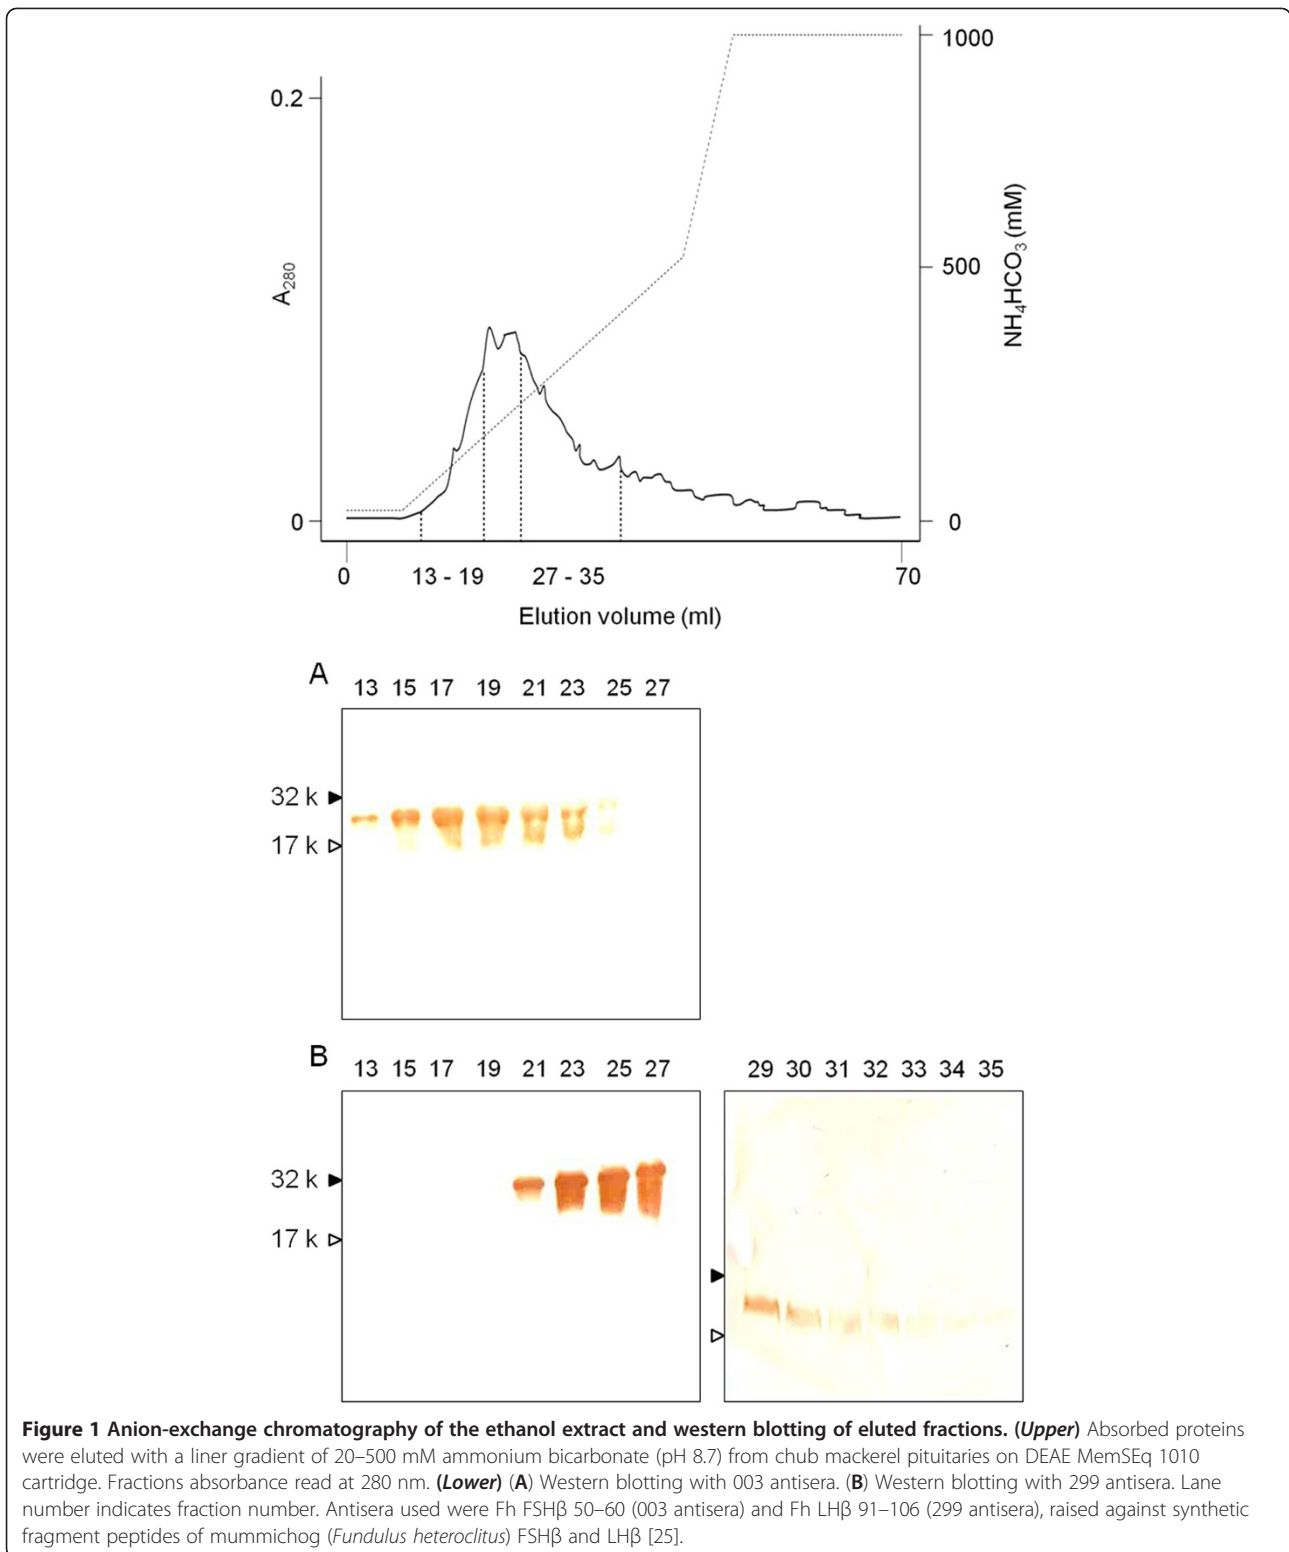 1000
0.2
A280
500
NH4HCO3 (mM)
0
0
0
13 - 19
27 - 35
70
Elution volume (ml)
A
13 15 17 19 21 23 25 27
32 k
17 k
B
13 15 17 19 21 23 25 27
29 30 31 32 33 34 35
32 k
17 k
Figure 1 Anion-exchange chromatography of the ethanol extract and western blotting of eluted fractions. (Upper) Absorbed proteins
were eluted with a liner gradient of 20–500 mM ammonium bicarbonate (pH 8.7) from chub mackerel pituitaries on DEAE MemSEq 1010
cartridge. Fractions absorbance read at 280 nm. (Lower) (A) Western blotting with 003 antisera. (B) Western blotting with 299 antisera. Lane
number indicates fraction number. Antisera used were Fh FSHβ 50–60 (003 antisera) and Fh LHβ 91–106 (299 antisera), raised against synthetic
fragment peptides of mummichog (Fundulus heteroclitus) FSHβ and LHβ [25].